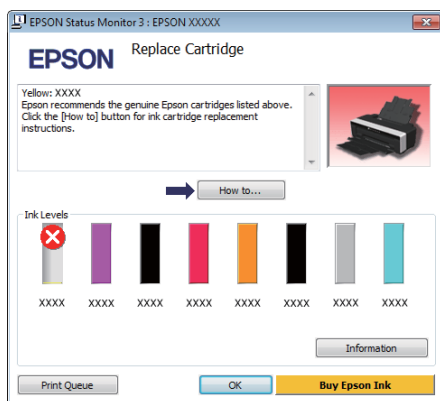 EPSON Status Monitor 3 : EPSON XXXXX
EPSON
Replace Cartridge
Yellow: XXXX
Epson recommends the genuine Epson cartridges listed above.
Click the [How to] button for ink cartridge replacement
instructions.
How to...
Ink Levels
XXXX XXXX XXXX XXXX XXXX XXXX XXXX XXXX
Information
Print Queue OK Buy Epson Ink